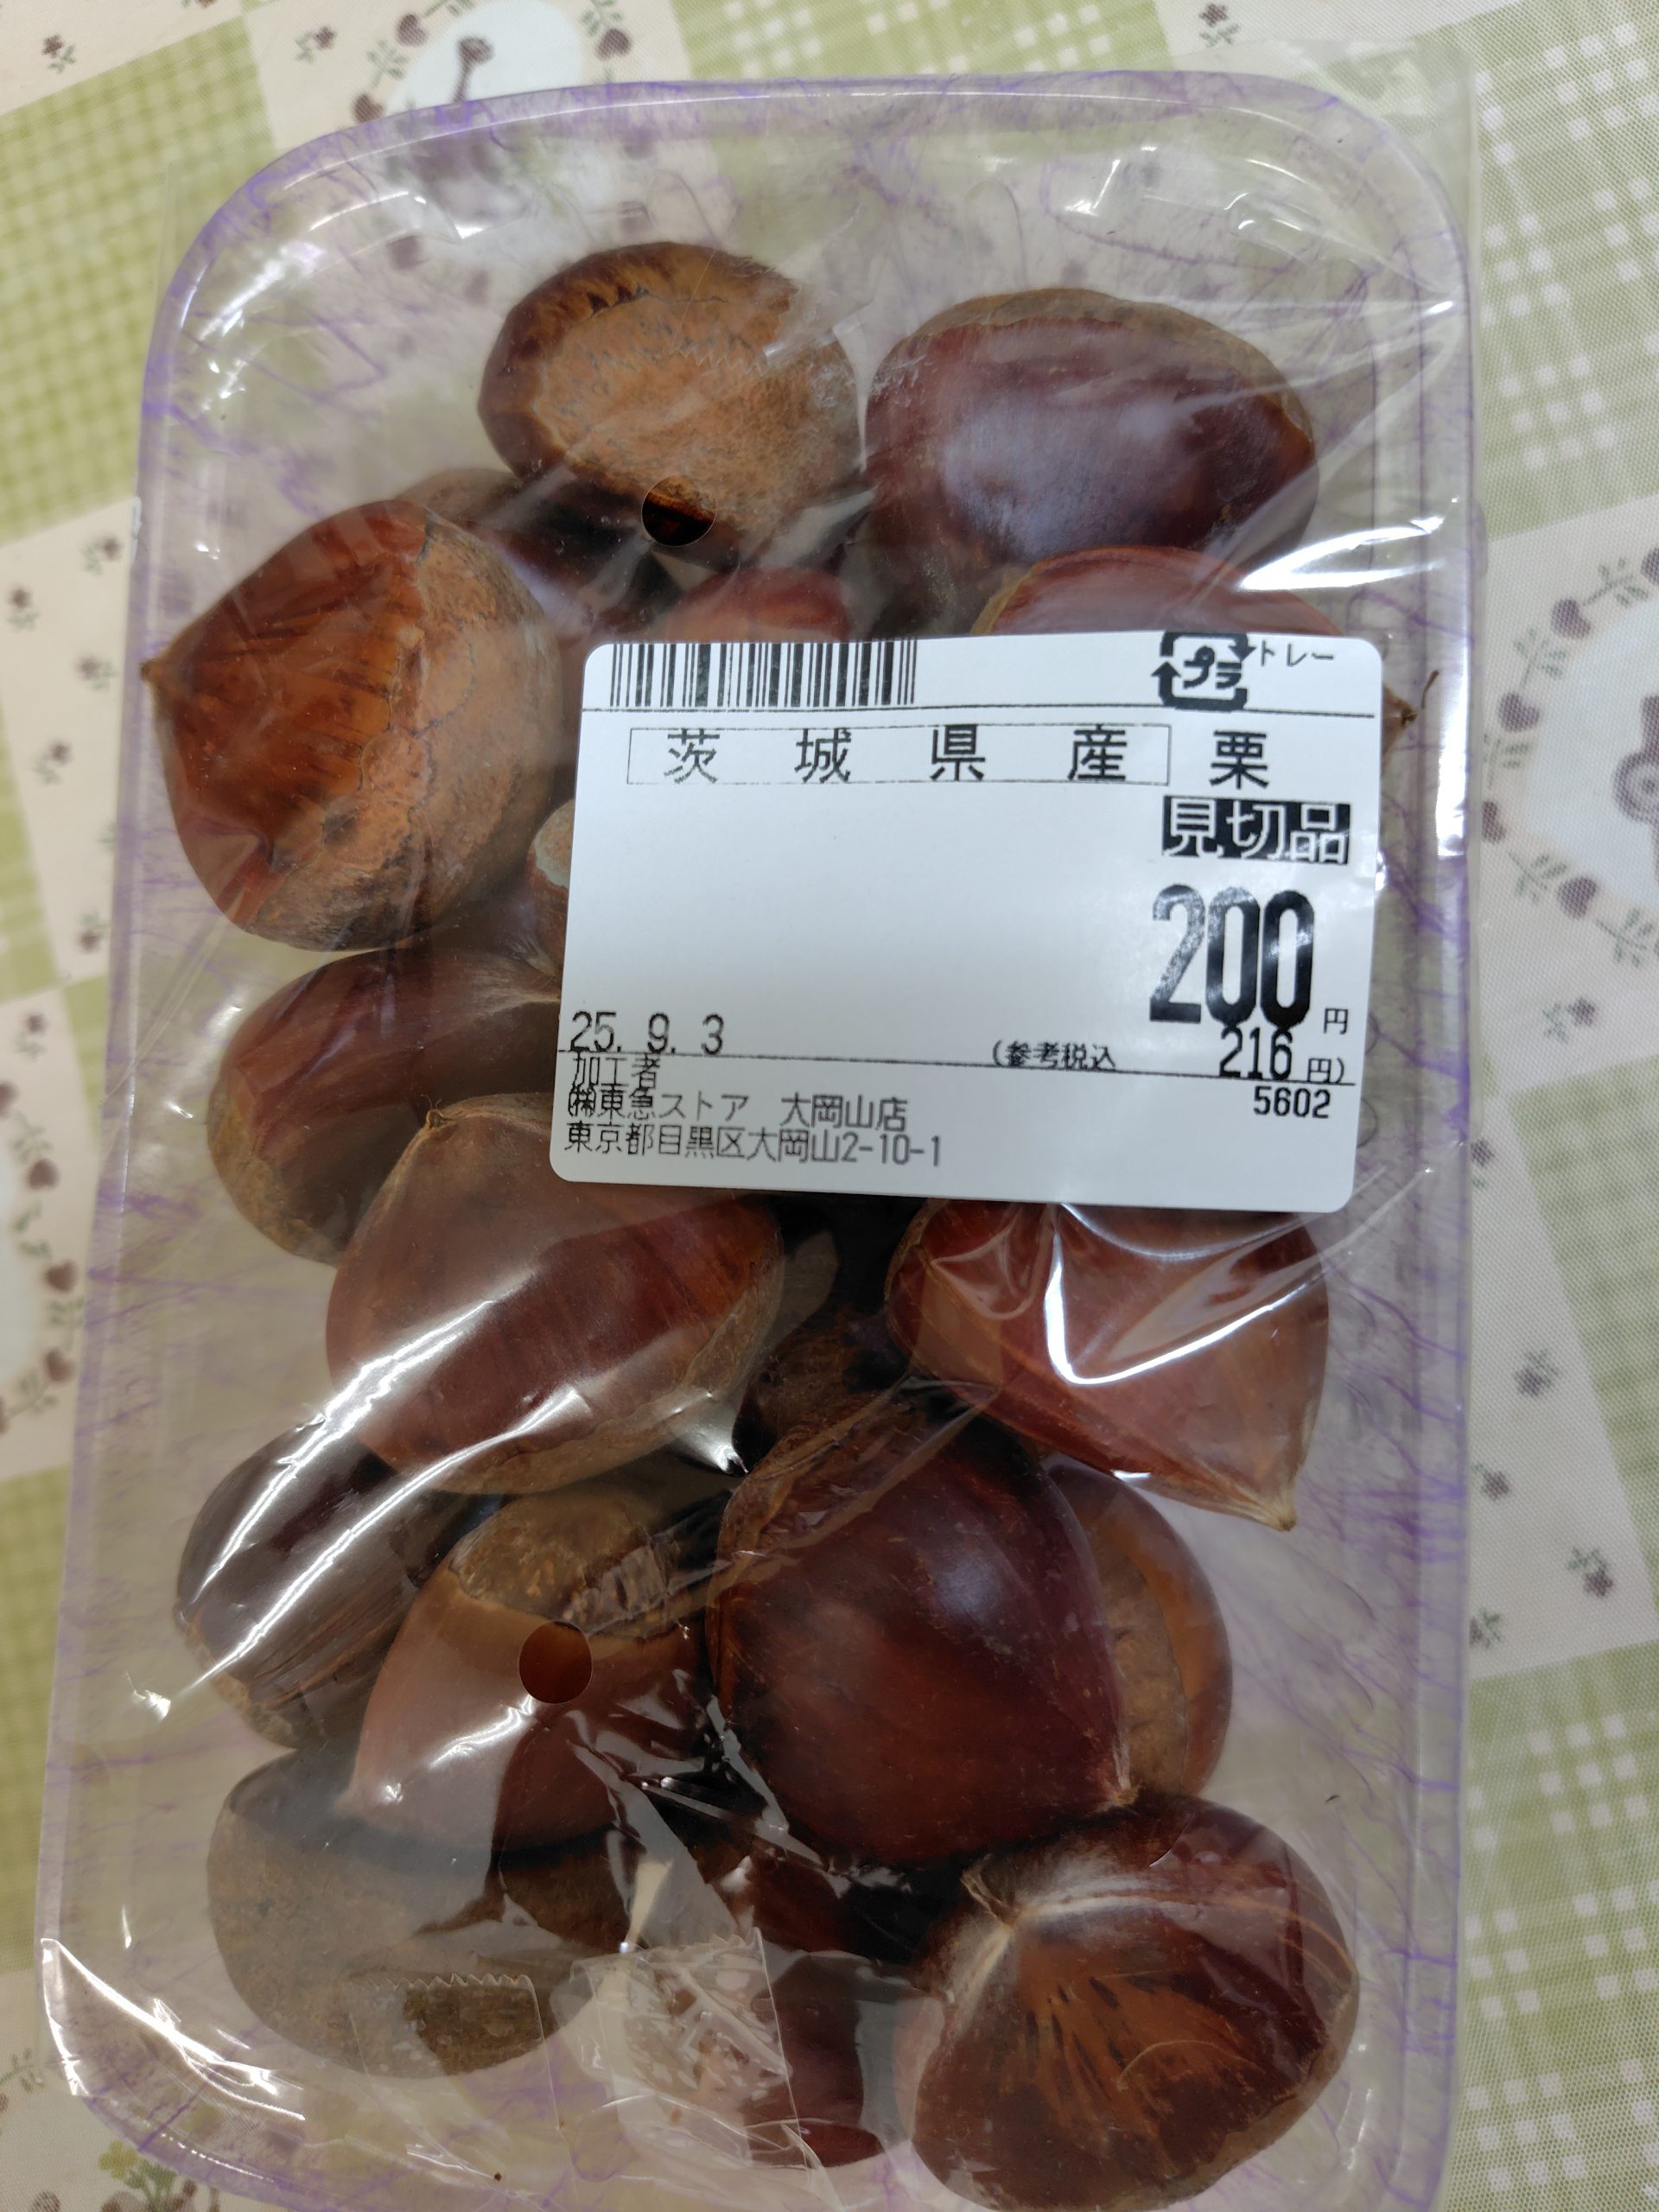 プラ トレー
茨城県産 栗
見切品
200円
25. 9. 3
(参考税込 216円)
加工者
5602
㈱東急ストア 大岡山店
東京都目黒区大岡山2-10-1